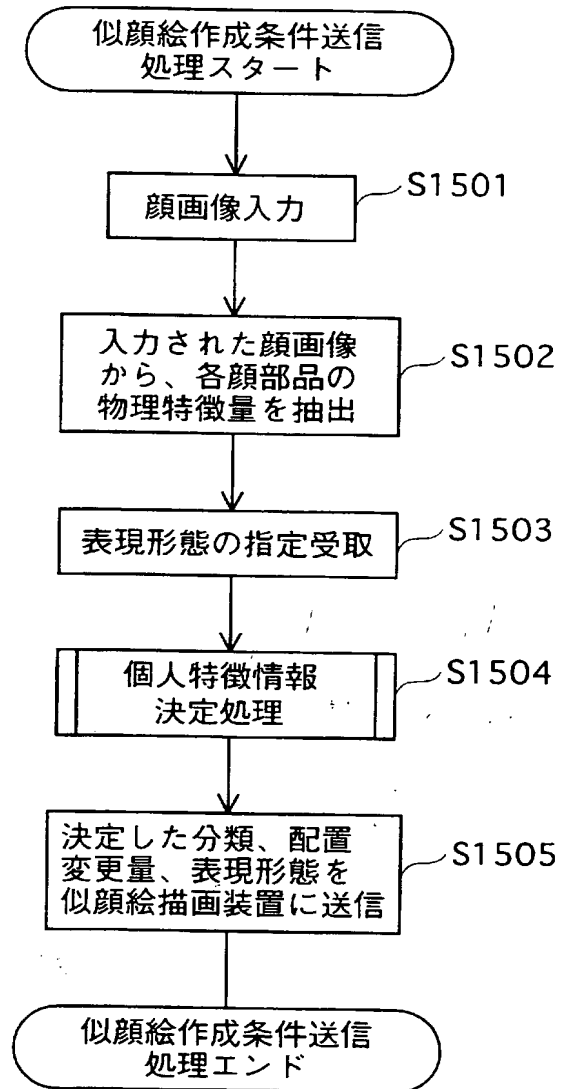 似顔絵作成条件送信
処理スタート
顔画像入力
S1501
入力された顔画像
から、各顔部品の
物理特徴量を抽出
S1502
表現形態の指定受取
S1503
個人特徴情報
決定処理
S1504
決定した分類、配置
変更量、表現形態を
似顔絵描画装置に送信
S1505
似顔絵作成条件送信
処理エンド